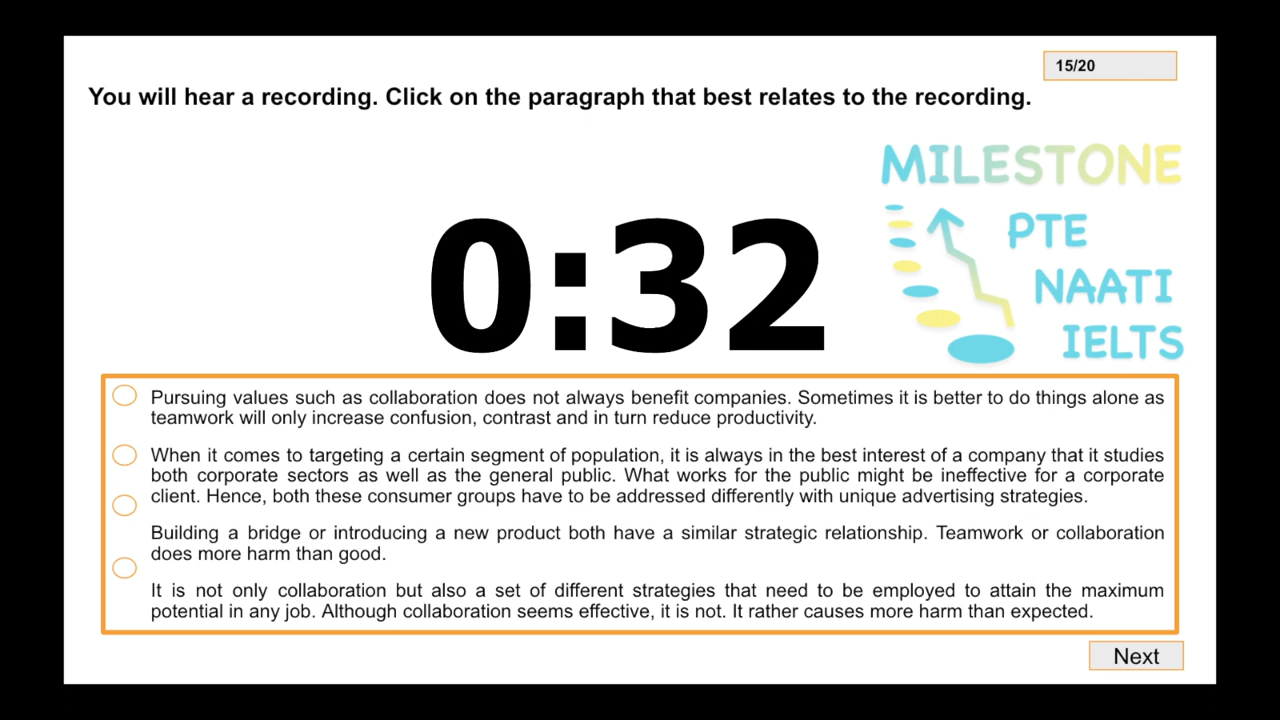 15/20
You will hear a recording. Click on the paragraph that best relates to the recording.
MILESTONE
PTE
NAATI
IELTS
0:32
Pursuing values such as collaboration does not always benefit companies. Sometimes it is better to do things alone as
teamwork will only increase confusion, contrast and in turn reduce productivity.
When it comes to targeting a certain segment of population, it is always in the best interest of a company that it studies
both corporate sectors as well as the general public. What works for the public might be ineffective for a corporate
client. Hence, both these consumer groups have to be addressed differently with unique advertising strategies.
Building a bridge or introducing a new product both have a similar strategic relationship. Teamwork or collaboration
does more harm than good.
It is not only collaboration but also a set of different strategies that need to be employed to attain the maximum
potential in any job. Although collaboration seems effective, it is not. It rather causes more harm than expected.
Next